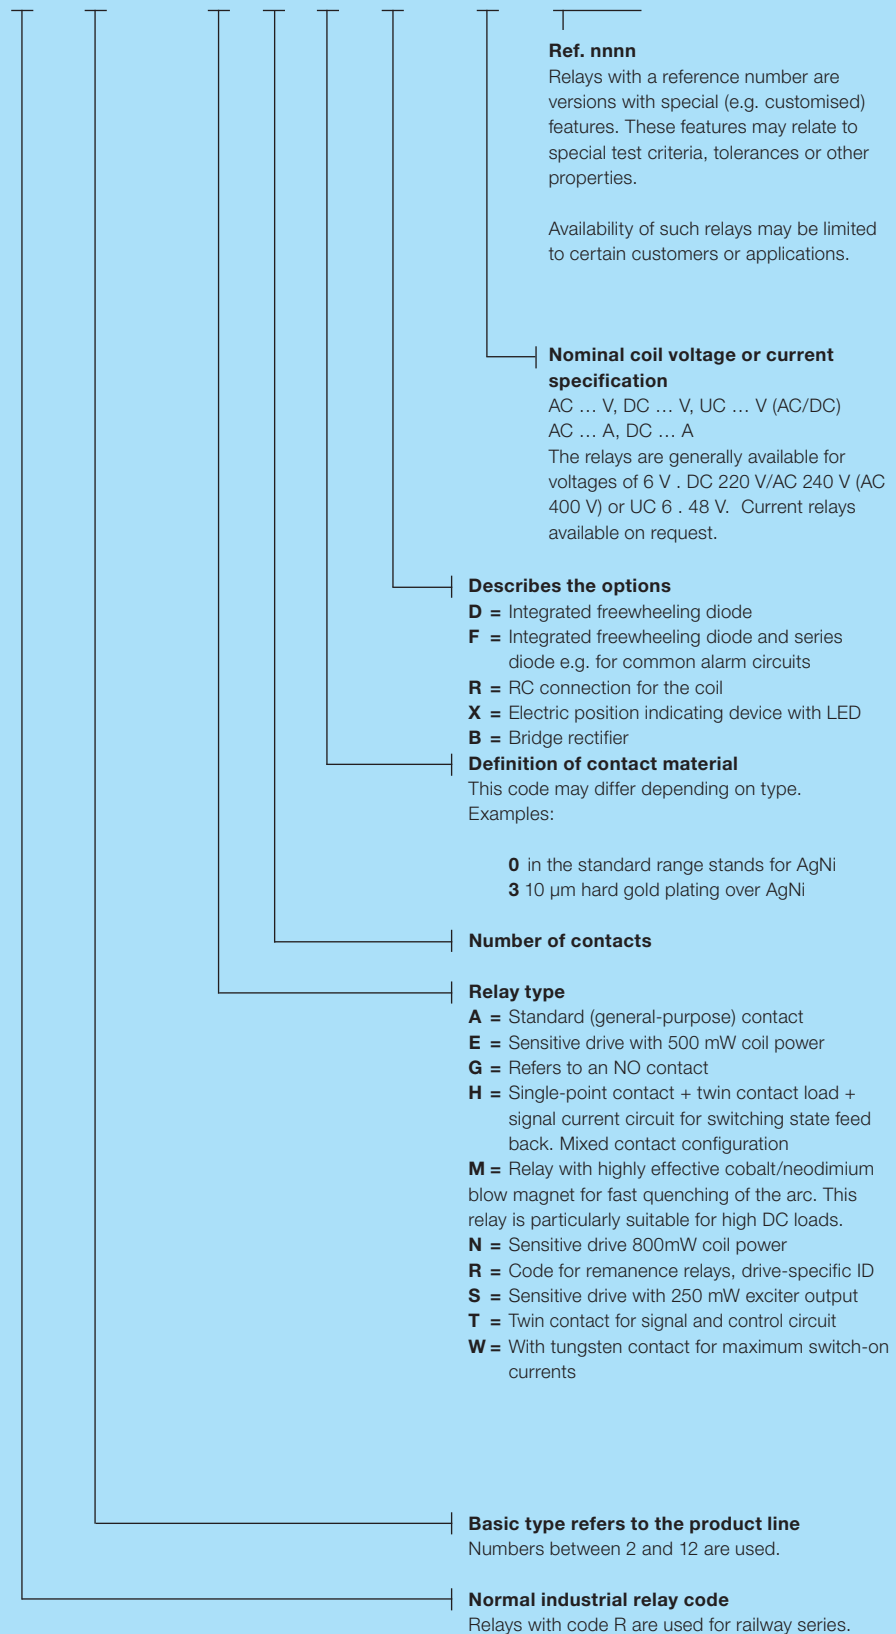 Ref. nnnn
Relays with a reference number are
versions with special (e.g. customised)
features. These features may relate to
special test criteria, tolerances or other
properties.
Availability of such relays may be limited
to certain customers or applications.
Nominal coil voltage or current
specification
AC … V, DC … V, UC … V (AC/DC)
AC … A, DC … A
The relays are generally available for
voltages of 6 V . DC 220 V/AC 240 V (AC
400 V) or UC 6 . 48 V. Current relays
available on request.
Describes the options
D = Integrated freewheeling diode
F = Integrated freewheeling diode and series
diode e.g. for common alarm circuits
R = RC connection for the coil
X = Electric position indicating device with LED
B = Bridge rectifier
Definition of contact material
This code may differ depending on type.
Examples:
0 in the standard range stands for AgNi
3 10 µm hard gold plating over AgNi
Number of contacts
Relay type
A = Standard (general-purpose) contact
E = Sensitive drive with 500 mW coil power
G = Refers to an NO contact
H = Single-point contact + twin contact load +
signal current circuit for switching state feed
back. Mixed contact configuration
M = Relay with highly effective cobalt/neodimium
blow magnet for fast quenching of the arc. This
relay is particularly suitable for high DC loads.
N = Sensitive drive 800mW coil power
R = Code for remanence relays, drive-specific ID
S = Sensitive drive with 250 mW exciter output
T = Twin contact for signal and control circuit
W = With tungsten contact for maximum switch-on
currents
Basic type refers to the product line
Numbers between 2 and 12 are used.
Normal industrial relay code
Relays with code R are used for railway series.